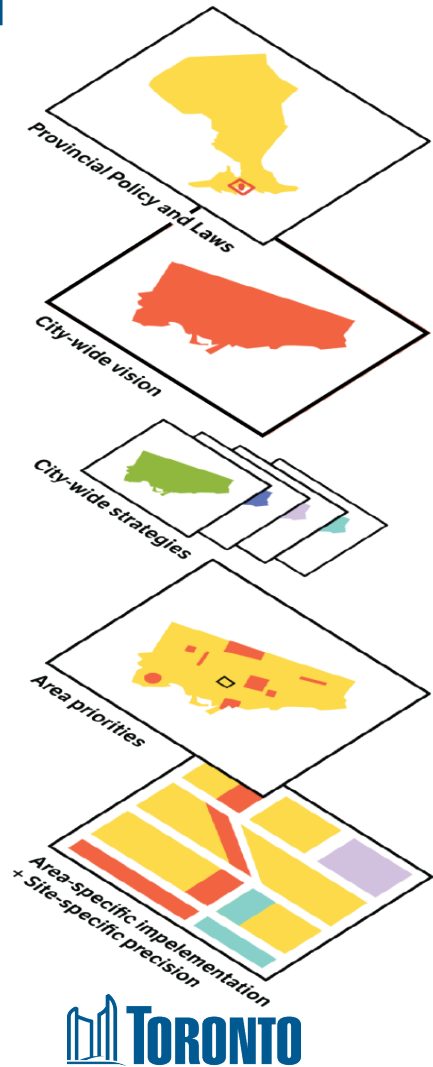 Provincial Policy and Laws
City-wide vision
City-wide strategies
Area priorities
Area-specific impelementation
+ Site-specific precision
TORONTO